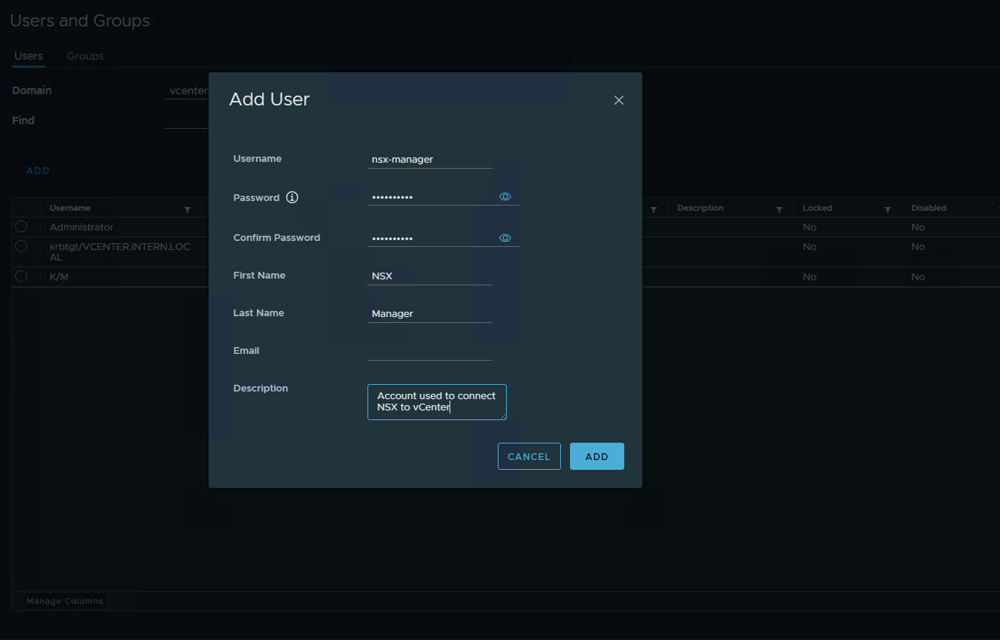 Users and Groups
Users Groups
Domain vcenter
Find
ADD
Username Description Locked Disabled
Administrator No No
krbtgt/VCENTER.INTERN.LOC
AL No No
K/M No No
Manage Columns
Add User
Username nsx-manager
Password ••••••••••
Confirm Password ••••••••••
First Name NSX
Last Name Manager
Email
Description Account used to connect
NSX to vCenter
CANCEL ADD